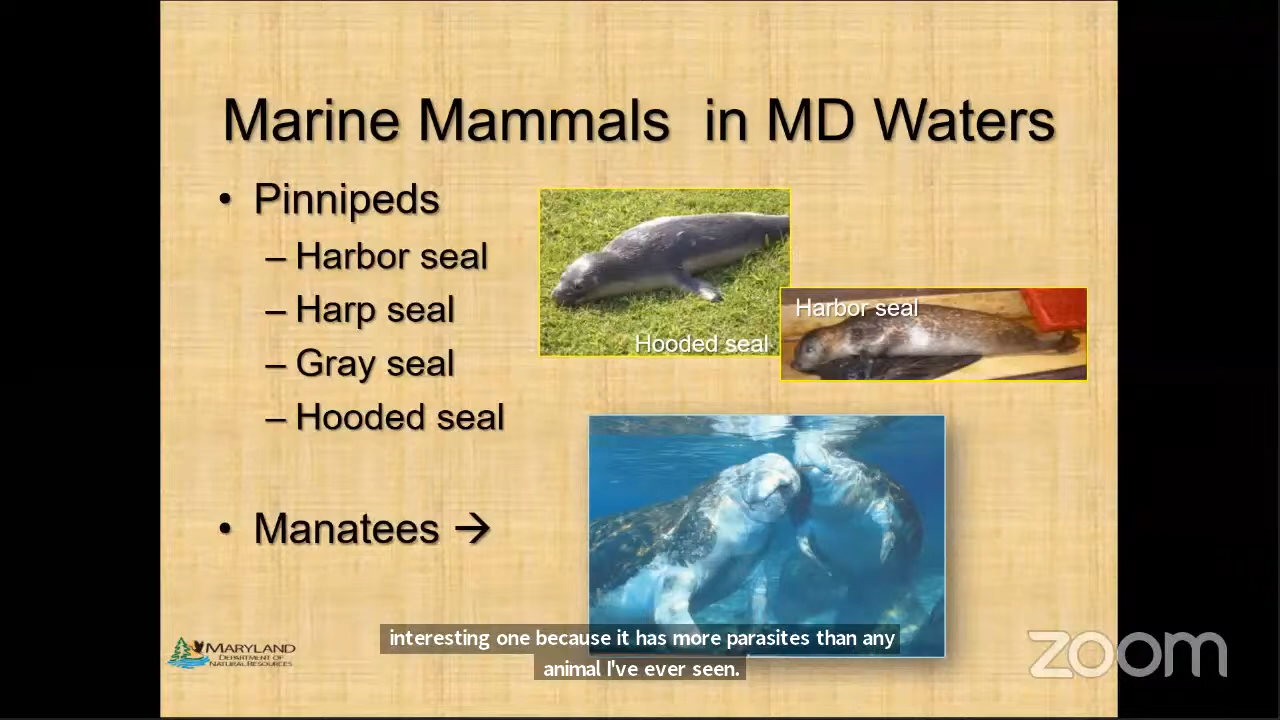 Marine Mammals in MD Waters
• Pinnipeds
– Harbor seal
– Harp seal
– Gray seal
– Hooded seal
• Manatees →
Hooded seal
Harbor seal
MARYLAND
DEPARTMENT OF
NATURAL RESOURCES
interesting one because it has more parasites than any
animal I've ever seen.
zoom